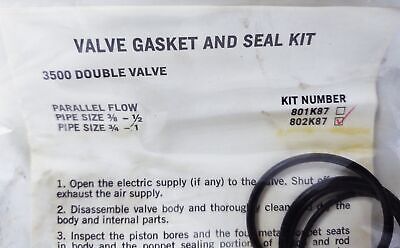 VALVE GASKET AND SEAL KIT
3500 DOUBLE VALVE
PARALLEL FLOW
PIPE SIZE 3/8 - 1/2
PIPE SIZE 3/4 - 1
KIT NUMBER
801K87
802K87
1. Open the electric supply (if any) to the valve. Shut off
exhaust the air supply.
2. Disassemble valve body and thoroughly clean the
body and internal parts.
3. Inspect the piston bores and the four metal poppet seats
in body and the poppet sealing portion of and rod